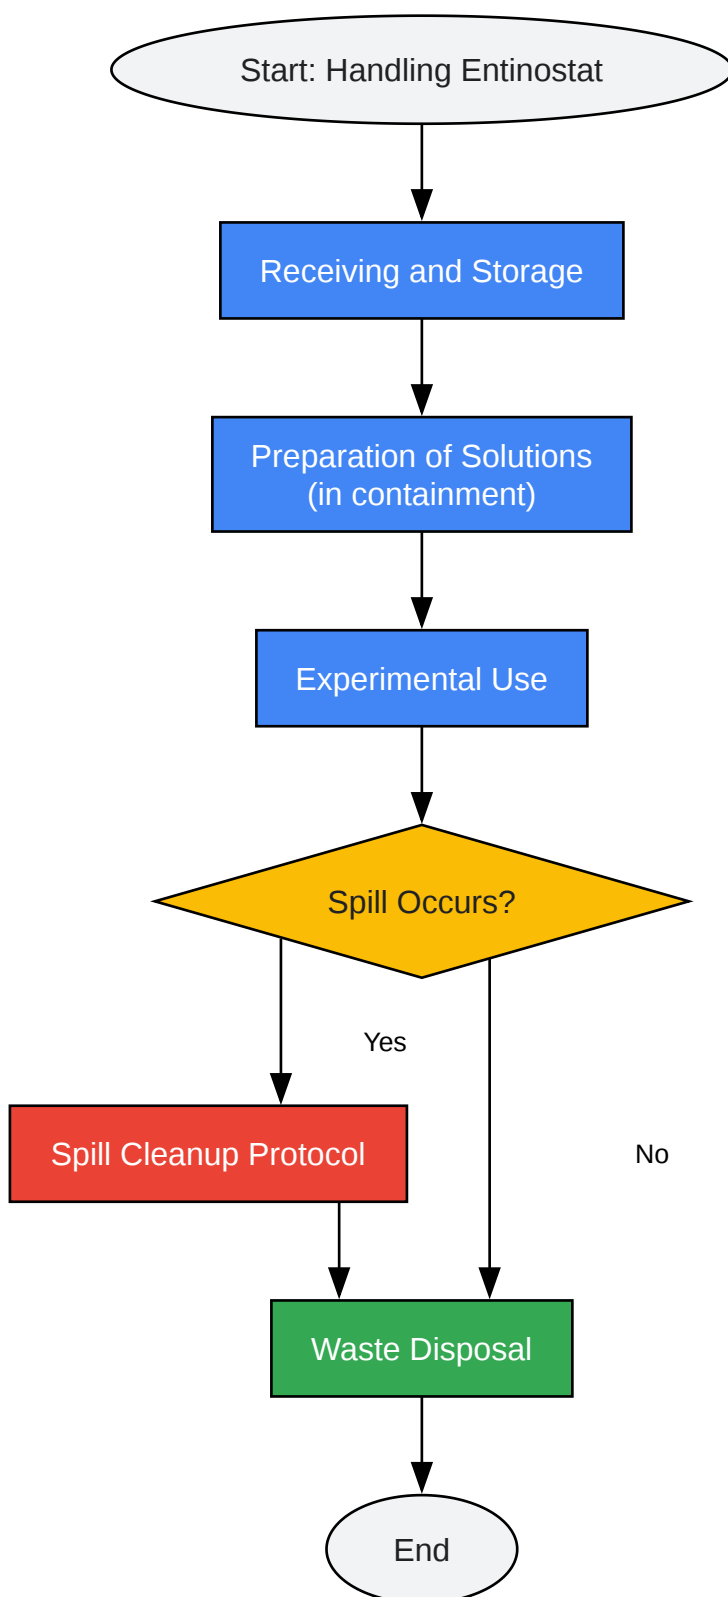 Start: Handling Entinostat
Receiving and Storage
Preparation of Solutions
(in containment)
Experimental Use
Spill Occurs?
Yes
Spill Cleanup Protocol
No
Waste Disposal
End